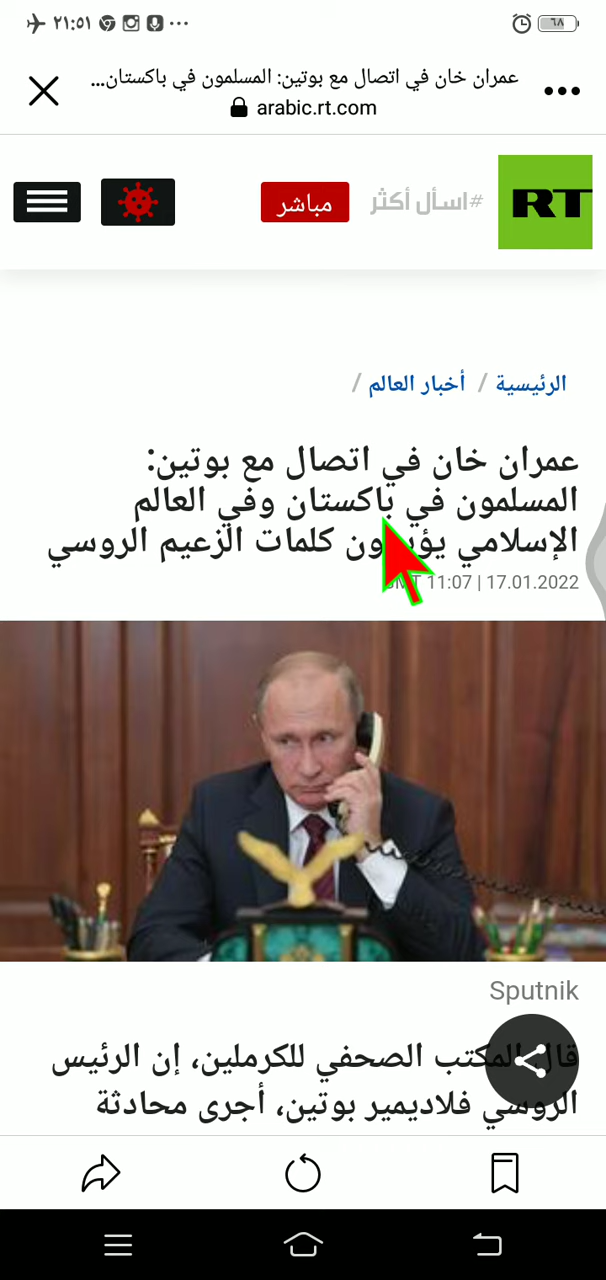 ٢١:٥١
٦٨
عمران خان في اتصال مع بوتين: المسلمون في باكستان...
arabic.rt.com
مباشر
#اسأل أكثر
RT
الرئيسية / أخبار العالم /
عمران خان في اتصال مع بوتين:
المسلمون في باكستان وفي العالم
الإسلامي كلمات الزعيم الروسي
17.01.2022 | 11:07 GMT
Sputnik
قال المكتب الصحفي للكرملين، إن الرئيس
الروسي فلاديمير بوتين، أجرى محادثة